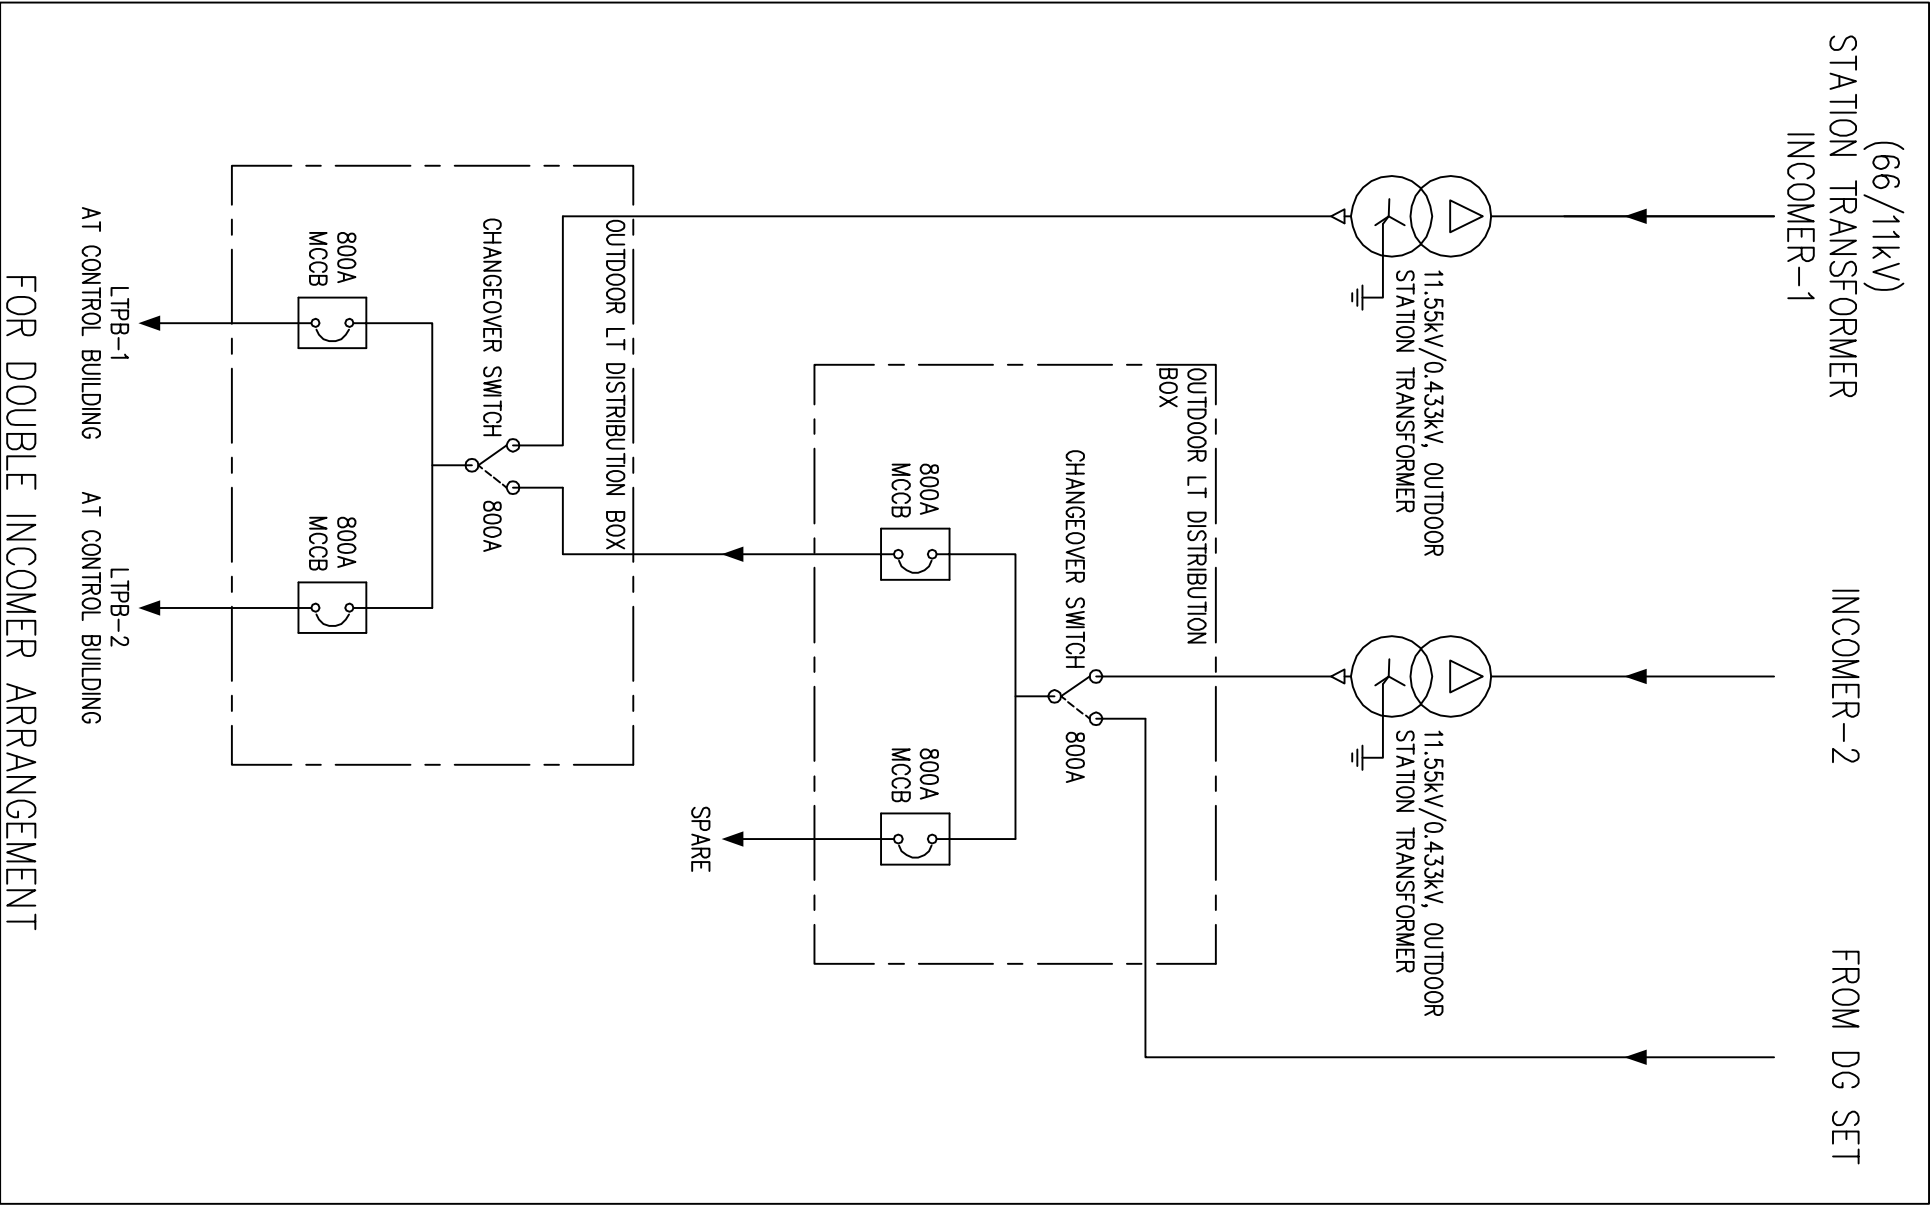 (66/11kV)
STATION TRANSFORMER
INCOMER-1
INCOMER-2
FROM DG SET
11.55kV/0.433kV, OUTDOOR
STATION TRANSFORMER
11.55kV/0.433kV, OUTDOOR
STATION TRANSFORMER
OUTDOOR LT DISTRIBUTION
BOX
CHANGEOVER SWITCH
800A
800A
MCCB
800A
MCCB
SPARE
OUTDOOR LT DISTRIBUTION BOX
CHANGEOVER SWITCH
800A
800A
MCCB
800A
MCCB
LTPB-1
AT CONTROL BUILDING
LTPB-2
AT CONTROL BUILDING
FOR DOUBLE INCOMER ARRANGEMENT